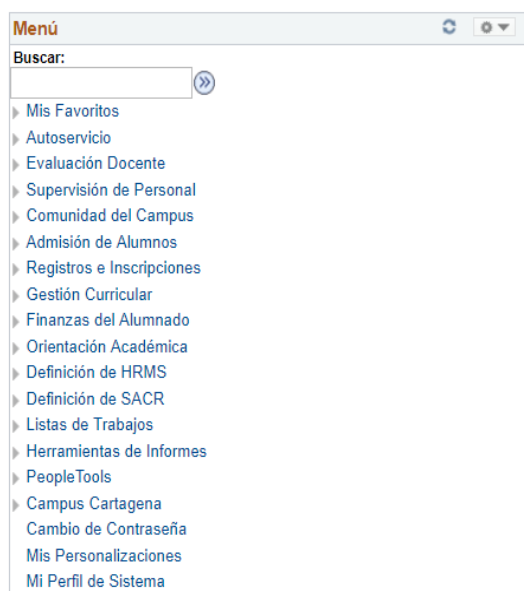 Menú
Buscar:
Mis Favoritos
Autoservicio
Evaluación Docente
Supervisión de Personal
Comunidad del Campus
Admisión de Alumnos
Registros e Inscripciones
Gestión Curricular
Finanzas del Alumnado
Orientación Académica
Definición de HRMS
Definición de SACR
Listas de Trabajos
Herramientas de Informes
PeopleTools
Campus Cartagena
Cambio de Contraseña
Mis Personalizaciones
Mi Perfil de Sistema